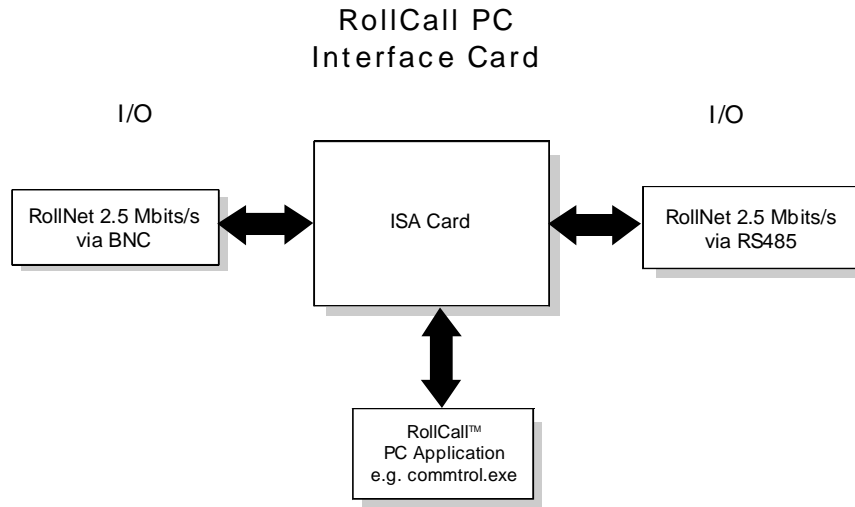 RollCall PC
Interface Card
I/O
I/O
RollNet 2.5 Mbits/s
via BNC
ISA Card
RollNet 2.5 Mbits/s
via RS485
RollCall™
PC Application
e.g. commtrol.exe